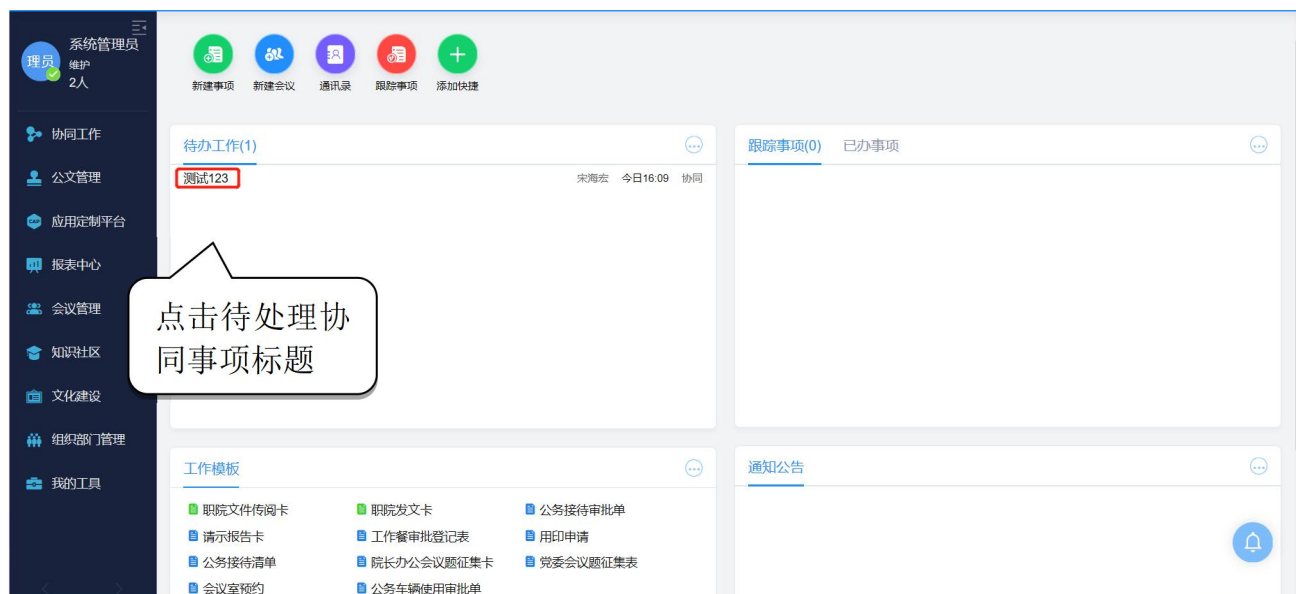 系统管理员
理员
维护
2人
协同工作
公文管理
CAP
应用定制平台
报表中心
会议管理
知识社区
文化建设
组织部门管理
我的工具
新建事项 新建会议 通讯录 跟踪事项 添加快捷
待办工作(1)
测试123 宋海宏 今日16:09 协同
点击待处理协
同事项标题
跟踪事项(0) 已办事项
工作模板
职院文件传阅卡 职院发文卡 公务接待审批单
请示报告卡 工作餐审批登记表 用印申请
公务接待清单 院长办公会议题征集卡 党委会议题征集表
会议室预约 公务车辆使用审批单
通知公告